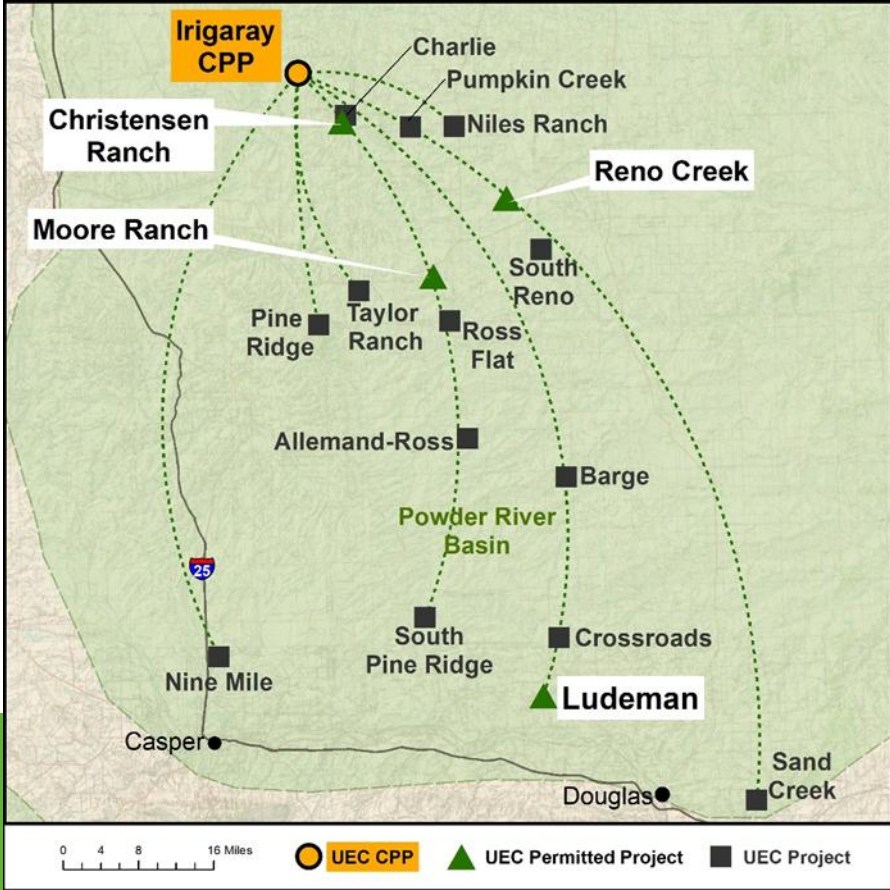 Irigaray
CPP
Charlie
Pumpkin Creek
Christensen
Ranch
Niles Ranch
Reno Creek
Moore Ranch
South
Reno
Pine
Ridge
Taylor
Ranch
Ross
Flat
Allemand-Ross
Barge
Powder River
Basin
25
South
Pine Ridge
Crossroads
Nine Mile
Ludeman
Casper
Sand
Creek
Douglas
0 4 8 16 Miles
UEC CPP
UEC Permitted Project
UEC Project